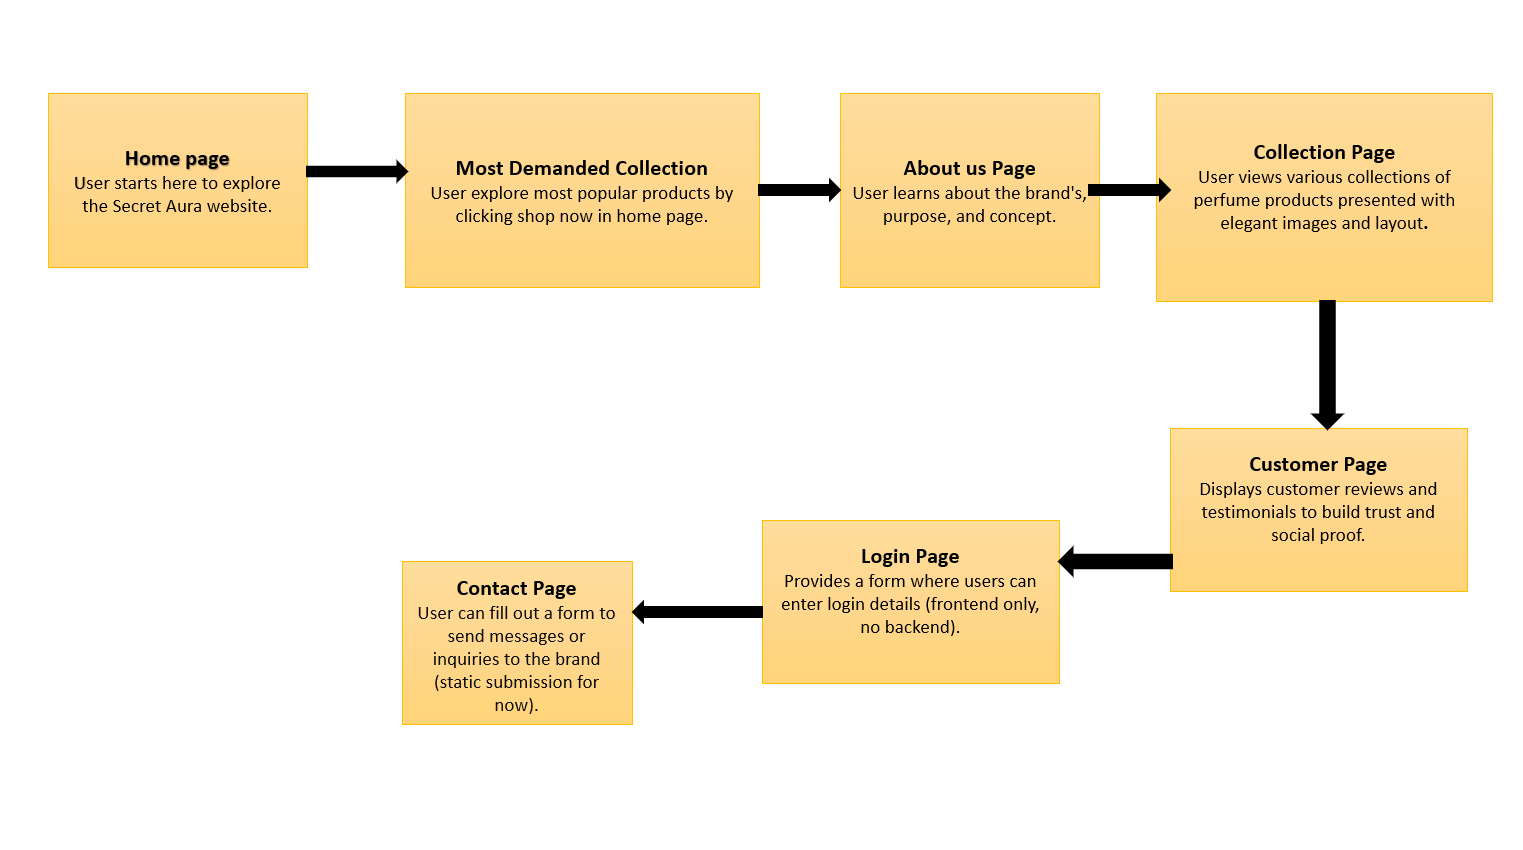 Home page
User starts here to explore
the Secret Aura website.
Most Demanded Collection
User explore most popular products by
clicking shop now in home page.
About us Page
User learns about the brand's,
purpose, and concept.
Collection Page
User views various collections of
perfume products presented with
elegant images and layout.
Customer Page
Displays customer reviews and
testimonials to build trust and
social proof.
Login Page
Provides a form where users can
enter login details (frontend only,
no backend).
Contact Page
User can fill out a form to
send messages or
inquiries to the brand
(static submission for
now).